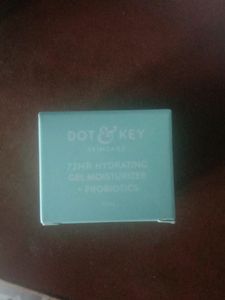 DOT & KEY
SKINCARE
72HR HYDRATING
GEL MOISTURIZER
+ PROBIOTICS